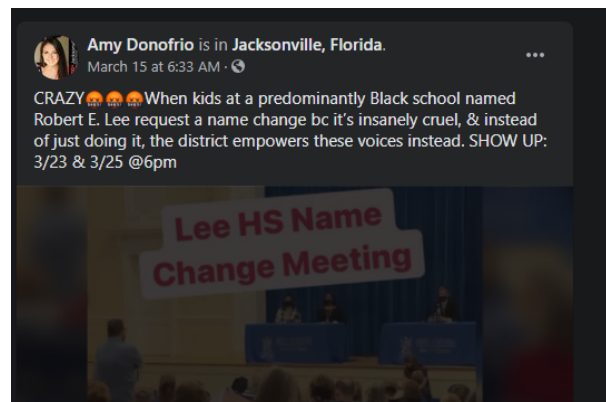 Amy Donofrio is in Jacksonville, Florida.
March 15 at 6:33 AM ·
CRAZY🤬🤬🤬When kids at a predominantly Black school named
Robert E. Lee request a name change bc it's insanely cruel, & instead
of just doing it, the district empowers these voices instead. SHOW UP:
3/23 & 3/25 @6pm
Lee HS Name
Change Meeting